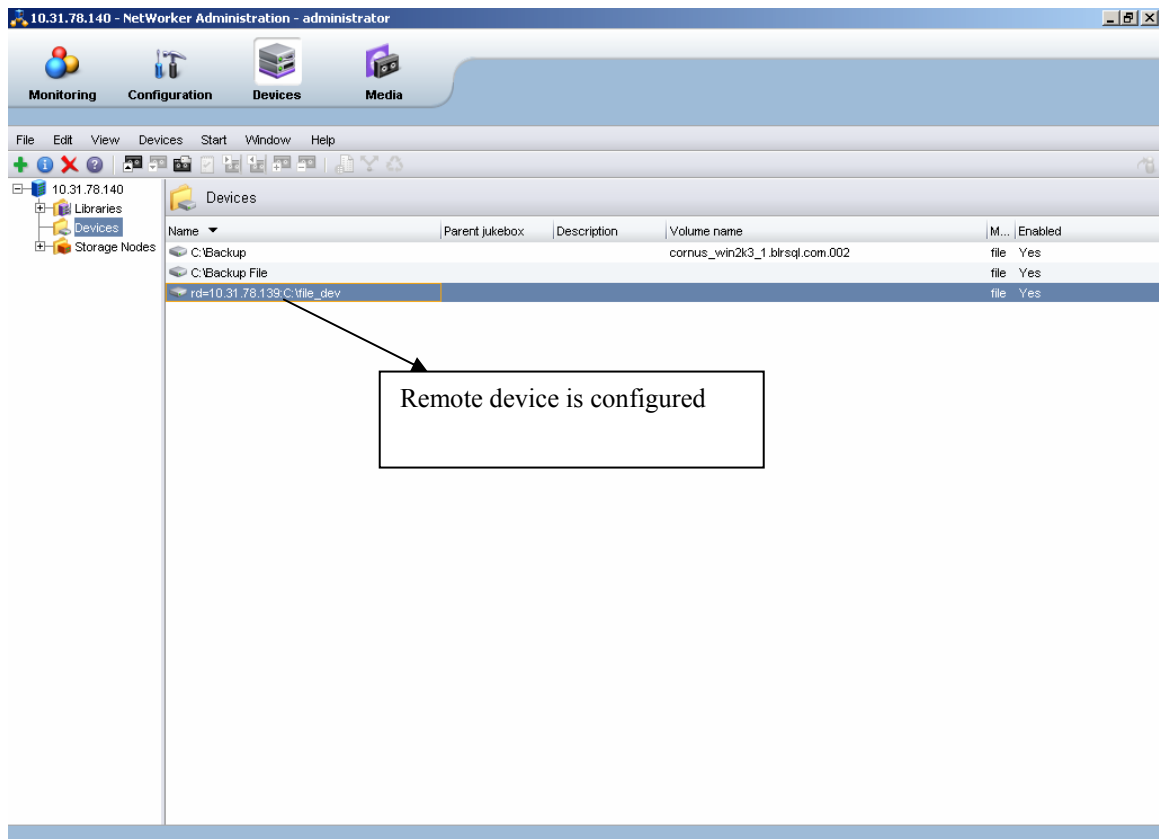 10.31.78.140 - NetWorker Administration - administrator
Monitoring Configuration Devices Media
File Edit View Devices Start Window Help
10.31.78.140
Libraries
Devices
Storage Nodes
Devices
Name Parent jukebox Description Volume name M... Enabled
C:\Backup cornus_win2k3_1.blrsql.com.002 file Yes
C:\Backup File file Yes
rd=10.31.78.139:C:\file_dev file Yes
Remote device is configured